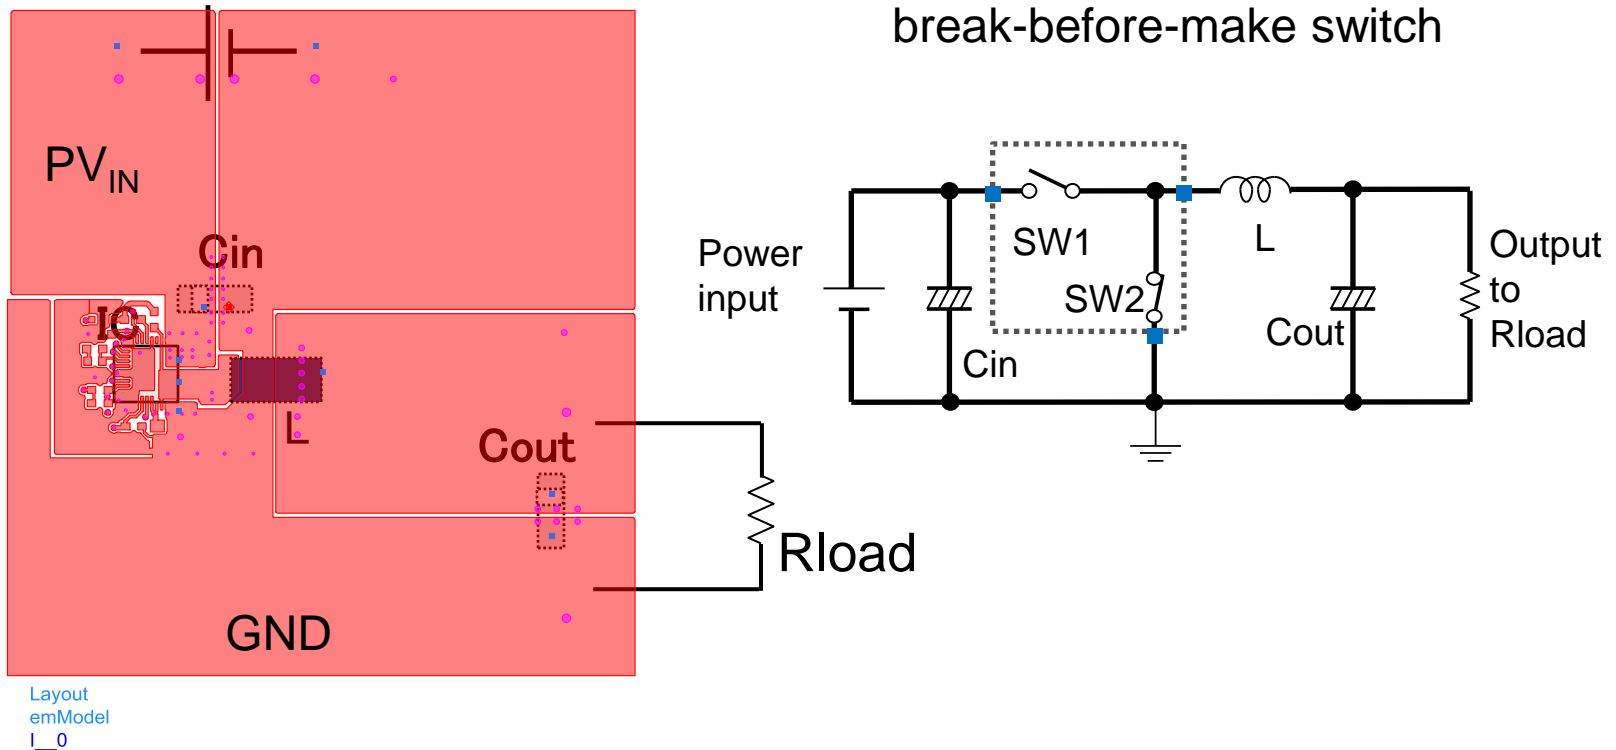 break-before-make switch
PV_IN
Cin
IC
L
Cout
Rload
GND
Layout
emModel
I__0
Power
input
Cin
SW1
SW2
L
Cout
Output
to
Rload